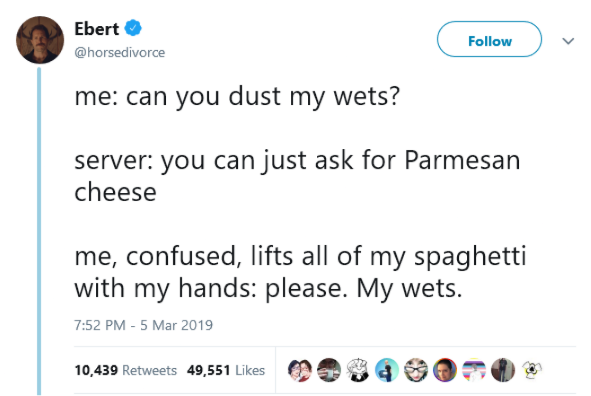 Ebert
@horsedivorce
Follow
me: can you dust my wets?
server: you can just ask for Parmesan
cheese
me, confused, lifts all of my spaghetti
with my hands: please. My wets.
7:52 PM - 5 Mar 2019
10,439 Retweets 49,551 Likes